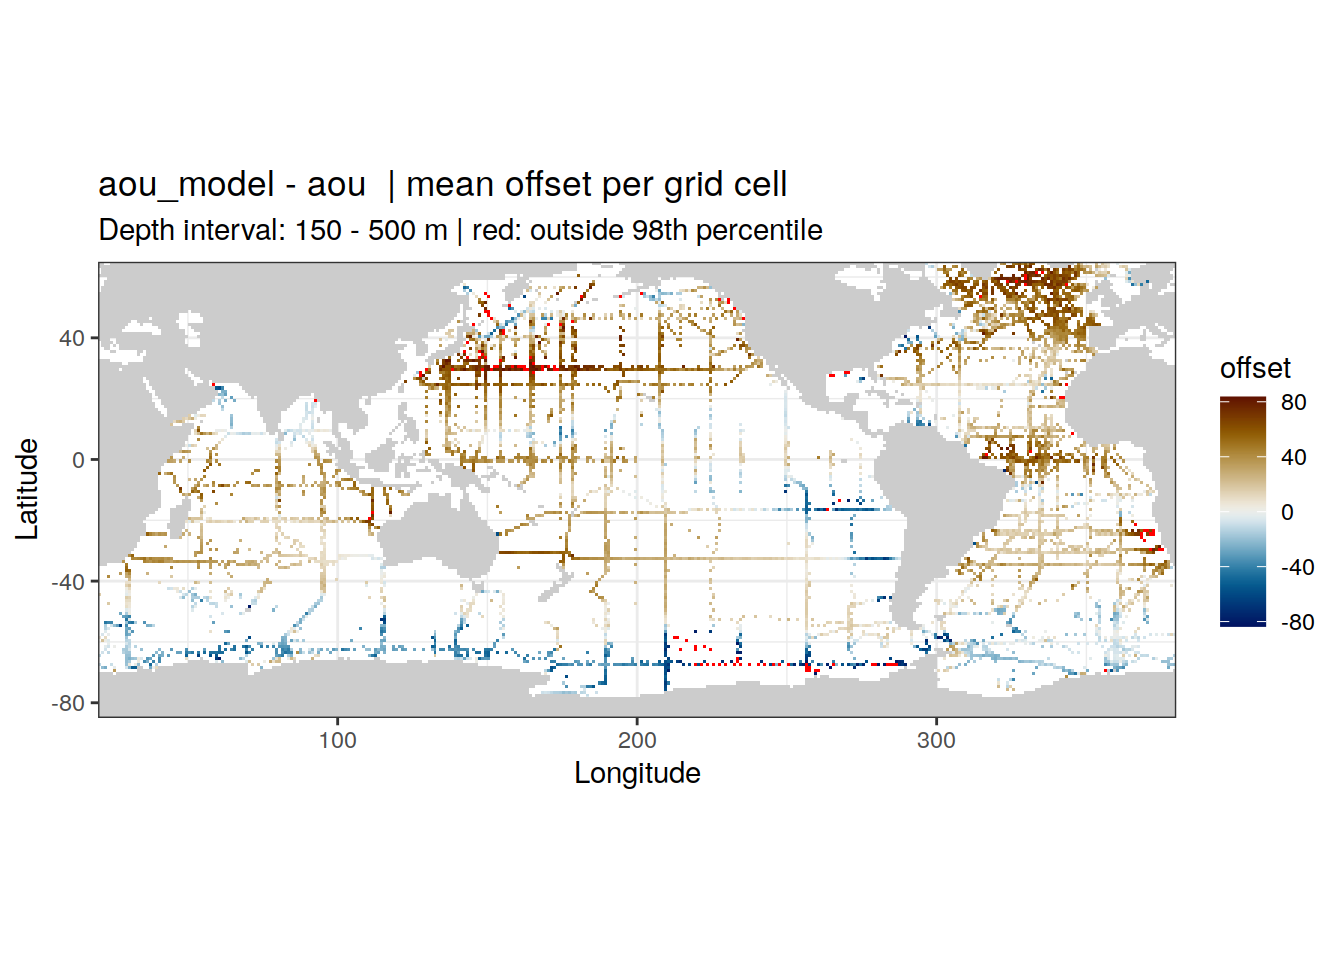 aou_model - aou  | mean offset per grid cell
Depth interval: 150 - 500 m | red: outside 98th percentile
offset
80
40
0
-40
-80
Latitude
40
0
-40
-80
100
200
300
Longitude